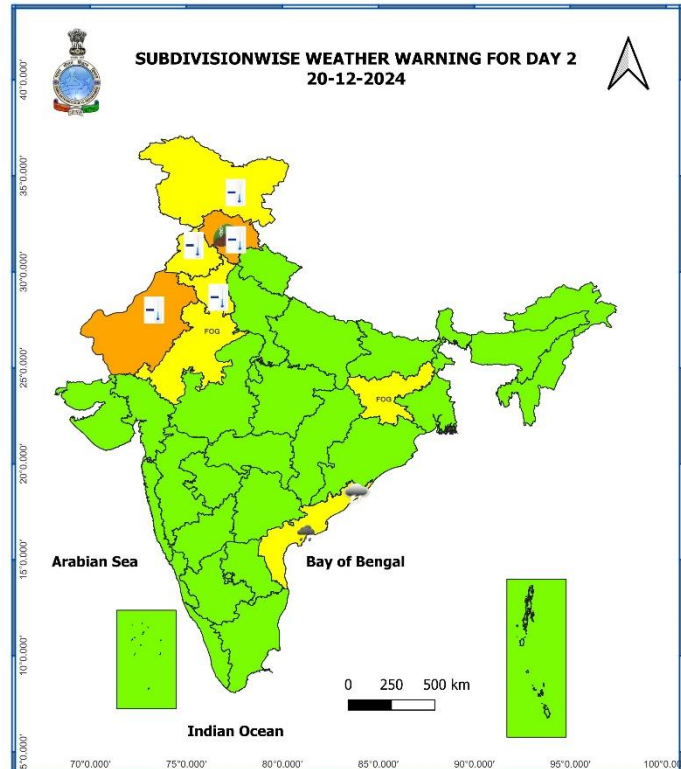 SUBDIVISIONWISE WEATHER WARNING FOR DAY 2
20-12-2024
40°0.000'
35°0.000'
30°0.000'
25°0.000'
20°0.000'
15°0.000'
10°0.000'
5°0.000'
FOG
FOG
Arabian Sea
Bay of Bengal
0 250 500 km
Indian Ocean
70°0.000' 75°0.000' 80°0.000' 85°0.000' 90°0.000' 95°0.000' 100°0.000'